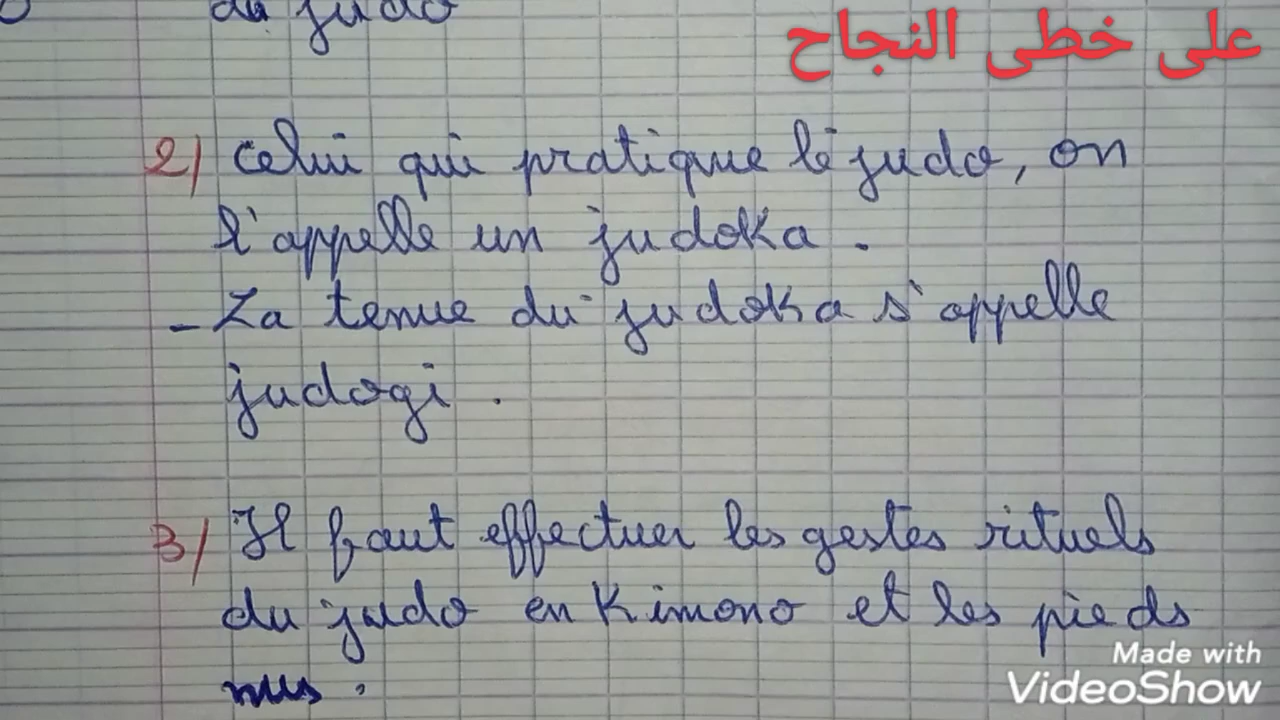 du judo
على خطى النجاح
2) Celui qui pratique le judo, on
l'appelle un judoka.
- La tenue du judoka s'appelle
judogi.
3) Il faut effectuer les gestes rituels
du judo en Kimono et les pieds
nus.
Made with
VideoShow